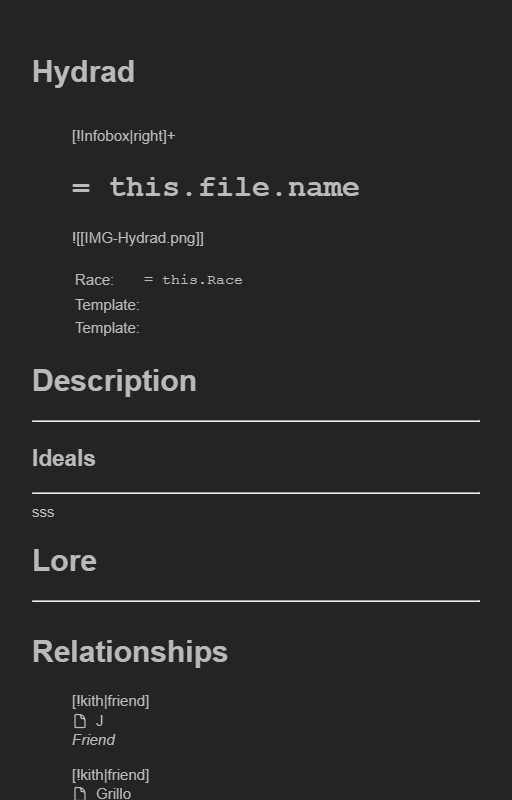 Hydrad
[!Infobox|right]+
= this.file.name
![[IMG-Hydrad.png]]
Race: = this.Race
Template:
Template:
Description
Ideals
sss
Lore
Relationships
[!kith|friend]
J
Friend
[!kith|friend]
Grillo